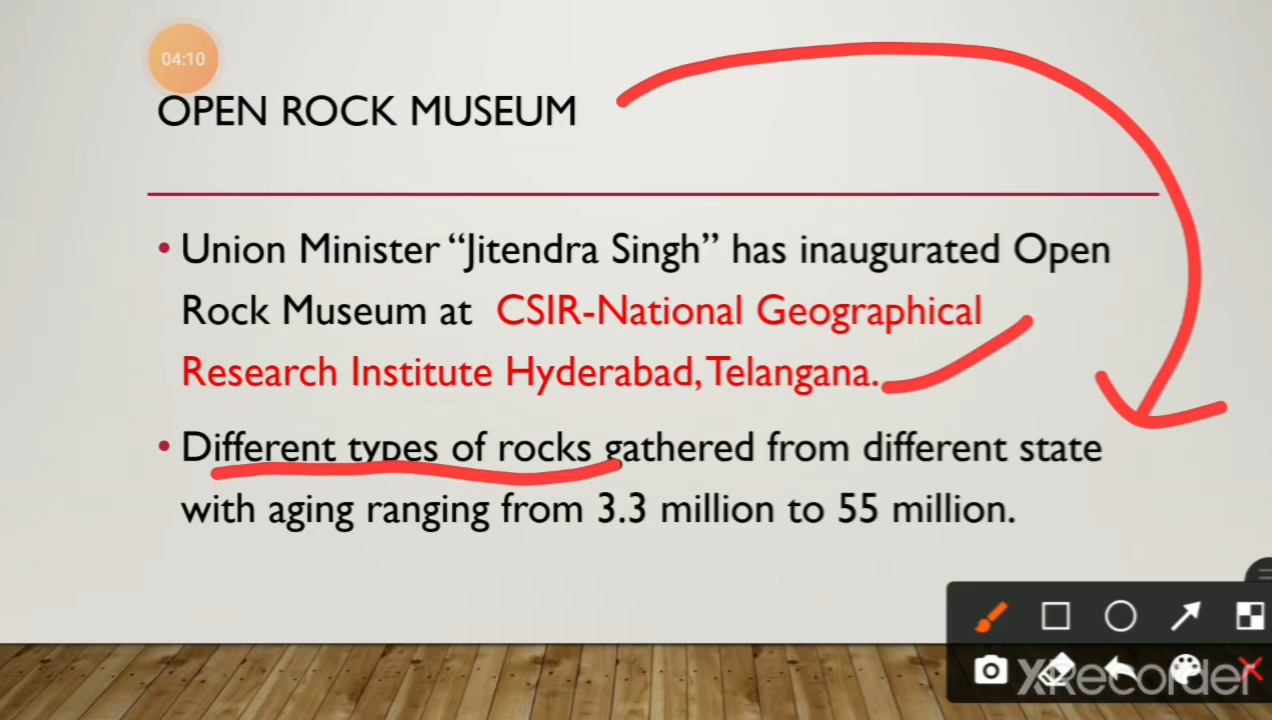 04:10
OPEN ROCK MUSEUM
• Union Minister “Jitendra Singh” has inaugurated Open
Rock Museum at CSIR-National Geographical
Research Institute Hyderabad, Telangana.
• Different types of rocks gathered from different state
with aging ranging from 3.3 million to 55 million.
XRecorder